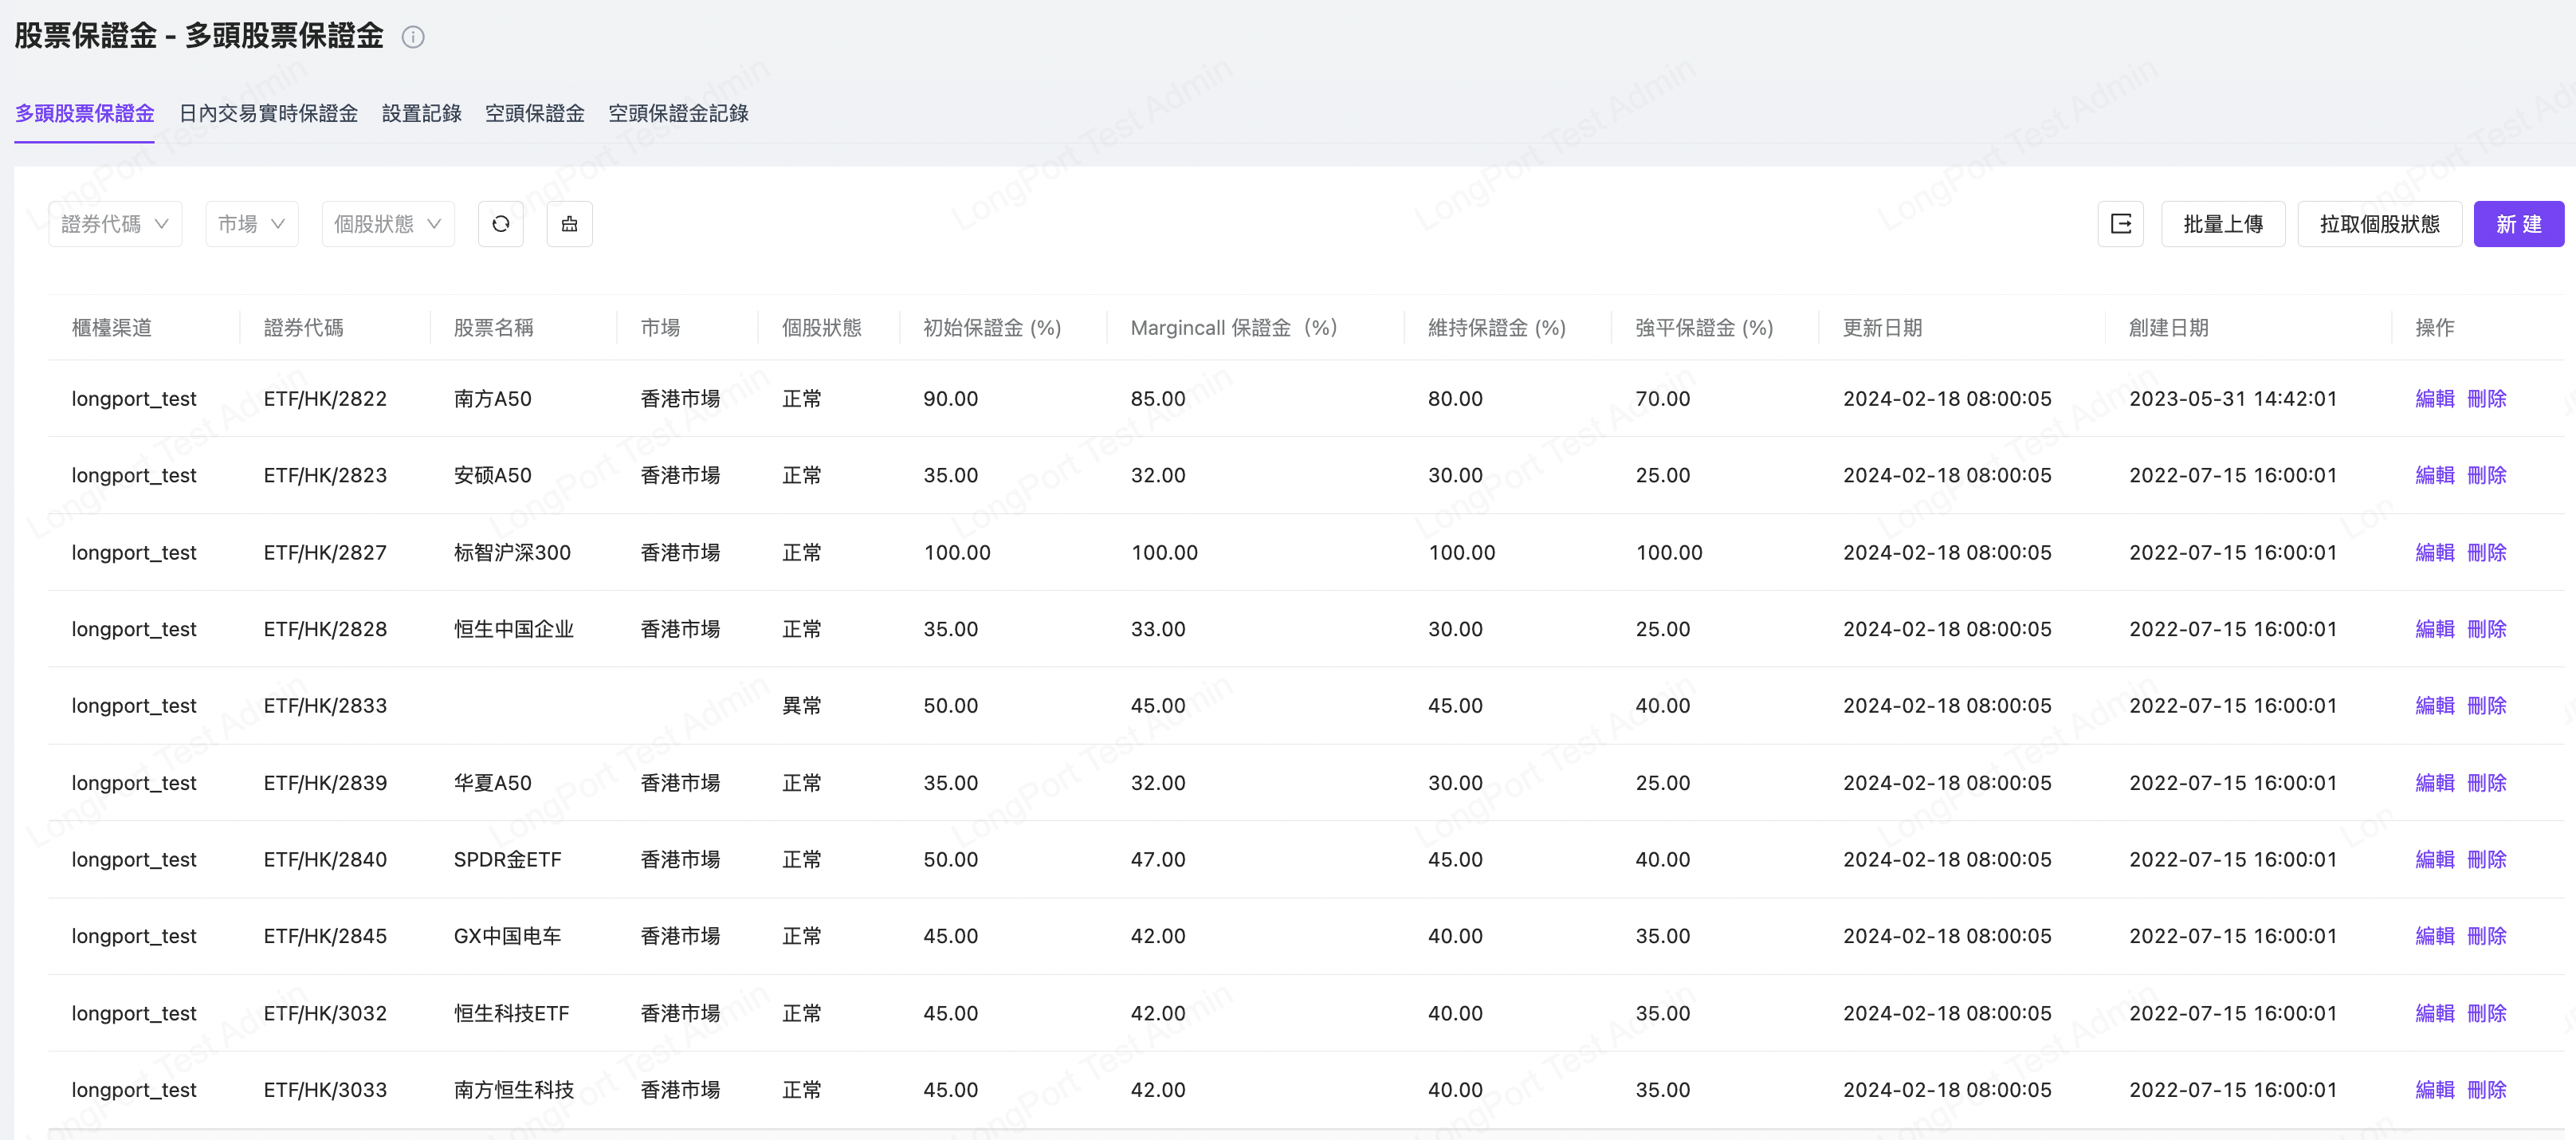 股票保證金 - 多頭股票保證金
多頭股票保證金 日內交易實時保證金 設置記錄 空頭保證金 空頭保證金記錄
證券代碼 市場 個股狀態 批量上傳 拉取個股狀態 新 建
櫃檯渠道 證券代碼 股票名稱 市場 個股狀態 初始保證金 (%) Margincall 保證金（%） 維持保證金 (%) 強平保證金 (%) 更新日期 創建日期 操作
longport_test ETF/HK/2822 南方A50 香港市場 正常 90.00 85.00 80.00 70.00 2024-02-18 08:00:05 2023-05-31 14:42:01 編輯 刪除
longport_test ETF/HK/2823 安硕A50 香港市場 正常 35.00 32.00 30.00 25.00 2024-02-18 08:00:05 2022-07-15 16:00:01 編輯 刪除
longport_test ETF/HK/2827 标智沪深300 香港市場 正常 100.00 100.00 100.00 100.00 2024-02-18 08:00:05 2022-07-15 16:00:01 編輯 刪除
longport_test ETF/HK/2828 恒生中国企业 香港市場 正常 35.00 33.00 30.00 25.00 2024-02-18 08:00:05 2022-07-15 16:00:01 編輯 刪除
longport_test ETF/HK/2833 異常 50.00 45.00 45.00 40.00 2024-02-18 08:00:05 2022-07-15 16:00:01 編輯 刪除
longport_test ETF/HK/2839 华夏A50 香港市場 正常 35.00 32.00 30.00 25.00 2024-02-18 08:00:05 2022-07-15 16:00:01 編輯 刪除
longport_test ETF/HK/2840 SPDR金ETF 香港市場 正常 50.00 47.00 45.00 40.00 2024-02-18 08:00:05 2022-07-15 16:00:01 編輯 刪除
longport_test ETF/HK/2845 GX中国电车 香港市場 正常 45.00 42.00 40.00 35.00 2024-02-18 08:00:05 2022-07-15 16:00:01 編輯 刪除
longport_test ETF/HK/3032 恒生科技ETF 香港市場 正常 45.00 42.00 40.00 35.00 2024-02-18 08:00:05 2022-07-15 16:00:01 編輯 刪除
longport_test ETF/HK/3033 南方恒生科技 香港市場 正常 45.00 42.00 40.00 35.00 2024-02-18 08:00:05 2022-07-15 16:00:01 編輯 刪除
LongPort Test Admin